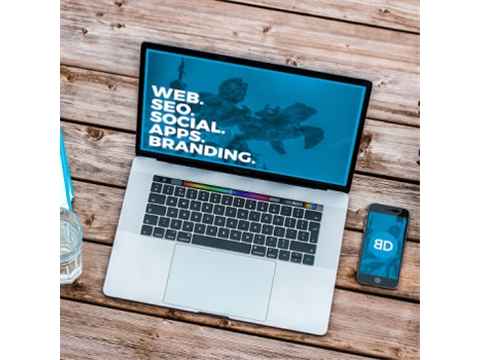 WEB.
SEO.
SOCIAL.
APPS.
BRANDING.
BD